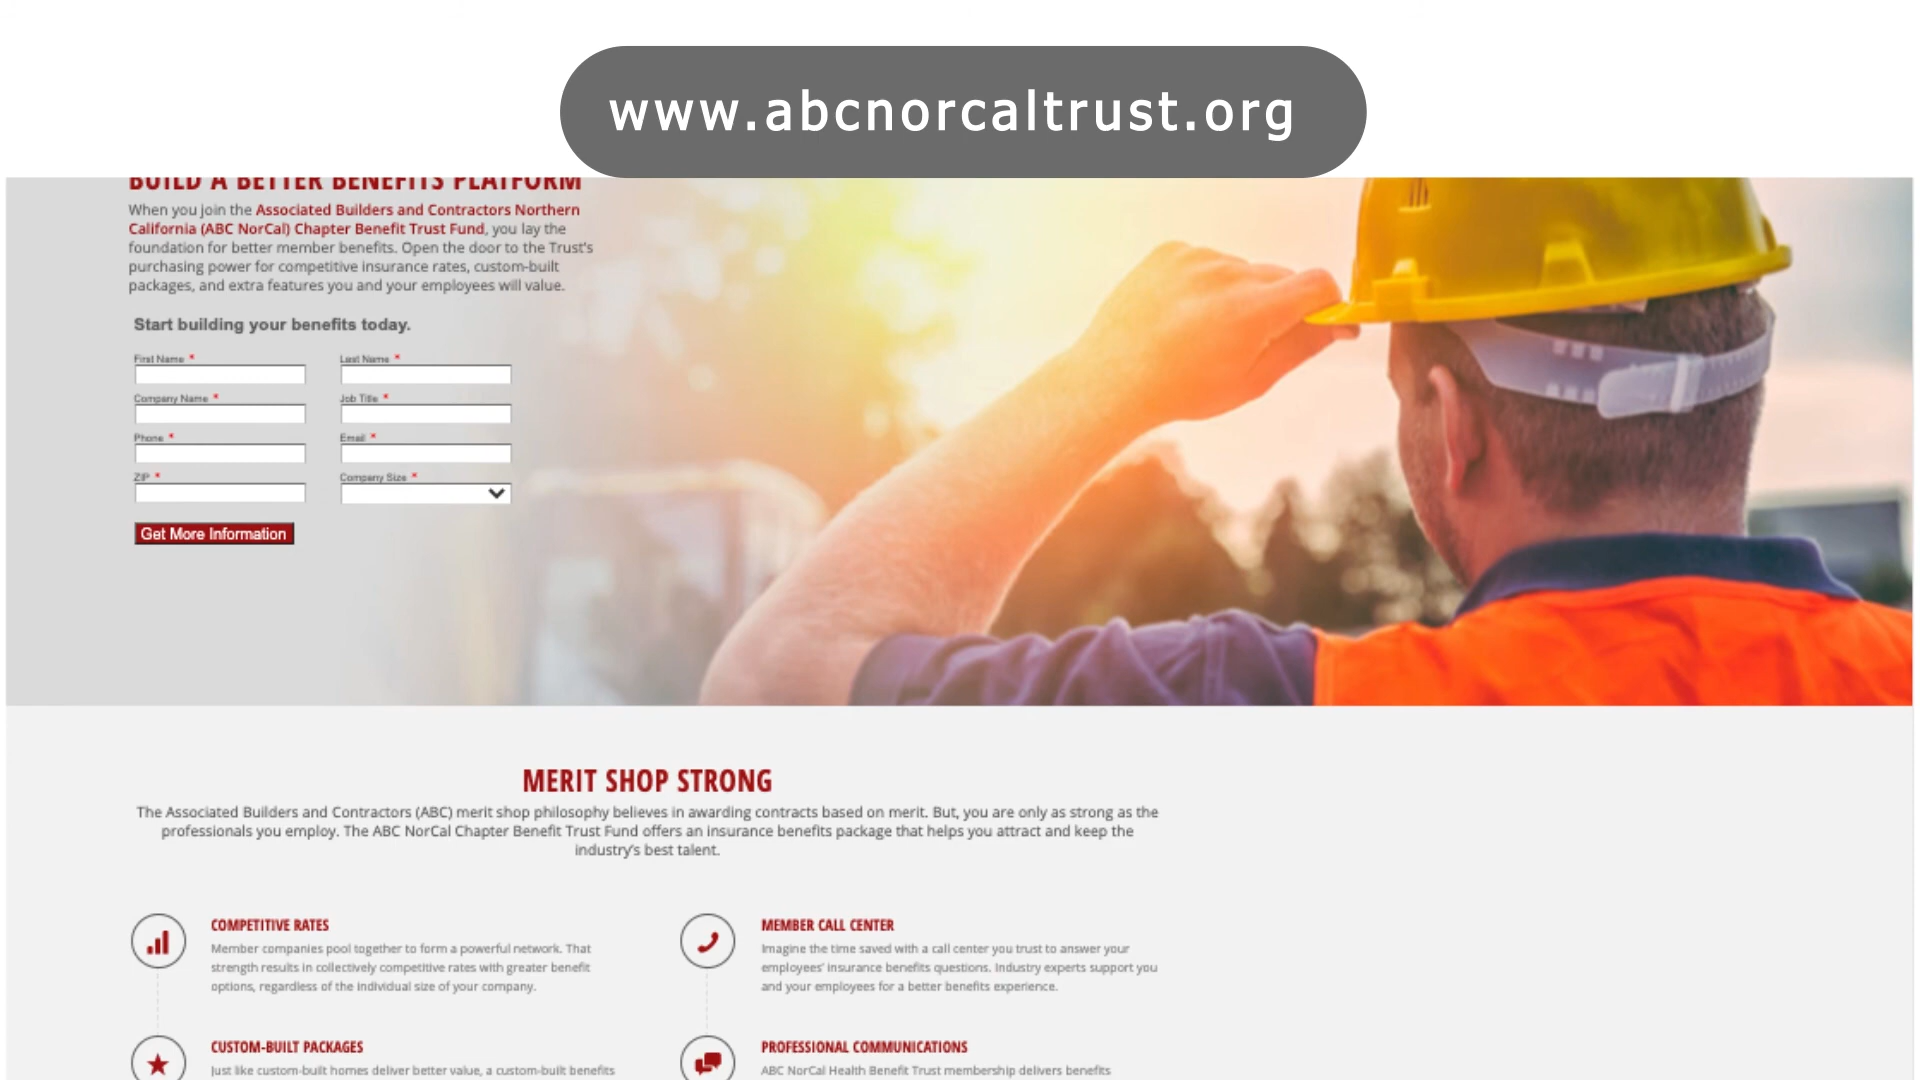 www.abcnorcaltrust.org
BUILD A BETTER BENEFITS PLATFORM
When you join the Associated Builders and Contractors Northern
California (ABC NorCal) Chapter Benefit Trust Fund, you lay the
foundation for better member benefits. Open the door to the Trust's
purchasing power for competitive insurance rates, custom-built
packages, and extra features you and your employees will value.
Start building your benefits today.
First Name * Last Name *
Company Name * Job Title *
Phone * Email *
ZIP * Company Size *
Get More Information
MERIT SHOP STRONG
The Associated Builders and Contractors (ABC) merit shop philosophy believes in awarding contracts based on merit. But, you are only as strong as the
professionals you employ. The ABC NorCal Chapter Benefit Trust Fund offers an insurance benefits package that helps you attract and keep the
industry's best talent.
COMPETITIVE RATES
Member companies pool together to form a powerful network. That
strength results in collectively competitive rates with greater benefit
options, regardless of the individual size of your company.
MEMBER CALL CENTER
Imagine the time saved with a call center you trust to answer your
employees' insurance benefits questions. Industry experts support you
and your employees for a better benefits experience.
CUSTOM-BUILT PACKAGES
Just like custom-built homes deliver better value, a custom-built benefits
PROFESSIONAL COMMUNICATIONS
ABC NorCal Health Benefit Trust membership delivers benefits